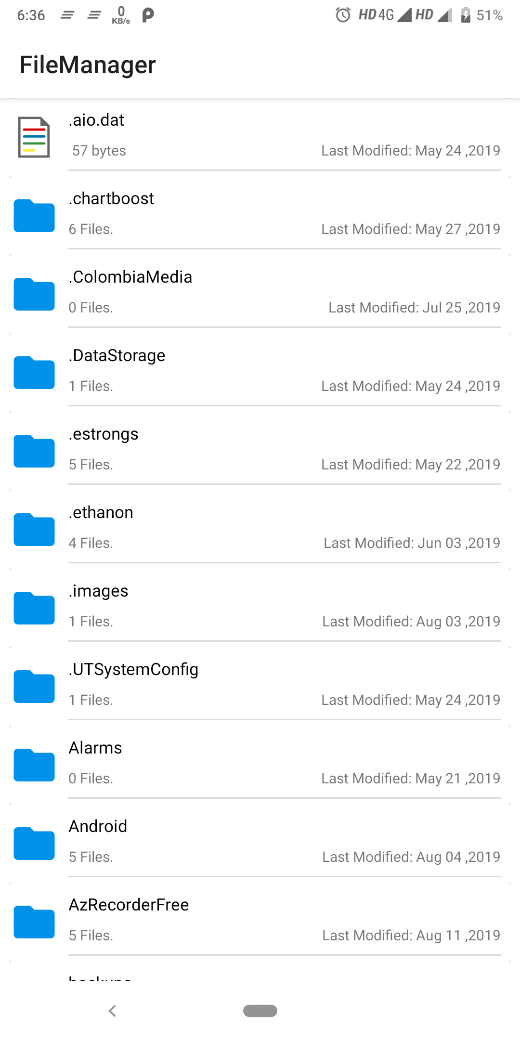 6:36 0 KB/s HD 4G HD 51%
FileManager
.aio.dat
57 bytes Last Modified: May 24 ,2019
.chartboost
6 Files. Last Modified: May 27 ,2019
.ColombiaMedia
0 Files. Last Modified: Jul 25 ,2019
.DataStorage
1 Files. Last Modified: May 24 ,2019
.estrongs
5 Files. Last Modified: May 22 ,2019
.ethanon
4 Files. Last Modified: Jun 03 ,2019
.images
1 Files. Last Modified: Aug 03 ,2019
.UTSystemConfig
1 Files. Last Modified: May 24 ,2019
Alarms
0 Files. Last Modified: May 21 ,2019
Android
5 Files. Last Modified: Aug 04 ,2019
AzRecorderFree
5 Files. Last Modified: Aug 11 ,2019